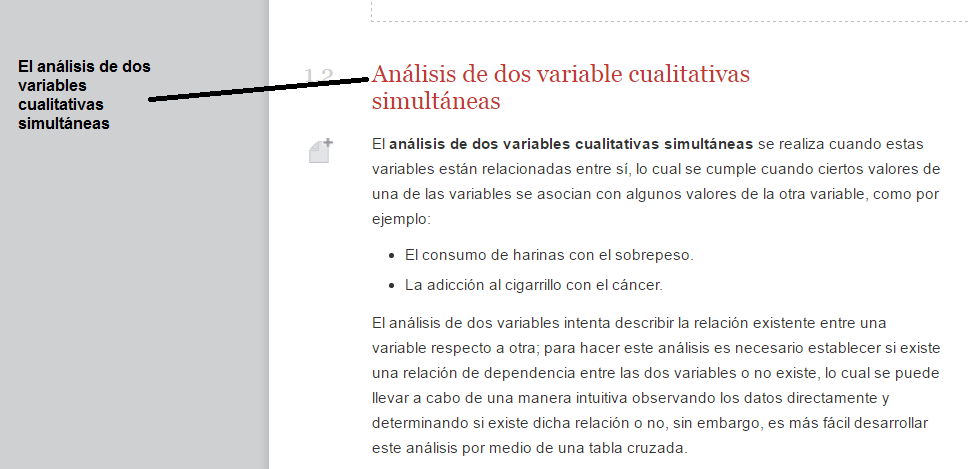 El análisis de dos
variables
cualitativas
simultáneas
1.2
Análisis de dos variable cualitativas
simultáneas
El análisis de dos variables cualitativas simultáneas se realiza cuando estas
variables están relacionadas entre sí, lo cual se cumple cuando ciertos valores de
una de las variables se asocian con algunos valores de la otra variable, como por
ejemplo:
• El consumo de harinas con el sobrepeso.
• La adicción al cigarrillo con el cáncer.
El análisis de dos variables intenta describir la relación existente entre una
variable respecto a otra; para hacer este análisis es necesario establecer si existe
una relación de dependencia entre las dos variables o no existe, lo cual se puede
llevar a cabo de una manera intuitiva observando los datos directamente y
determinando si existe dicha relación o no, sin embargo, es más fácil desarrollar
este análisis por medio de una tabla cruzada.